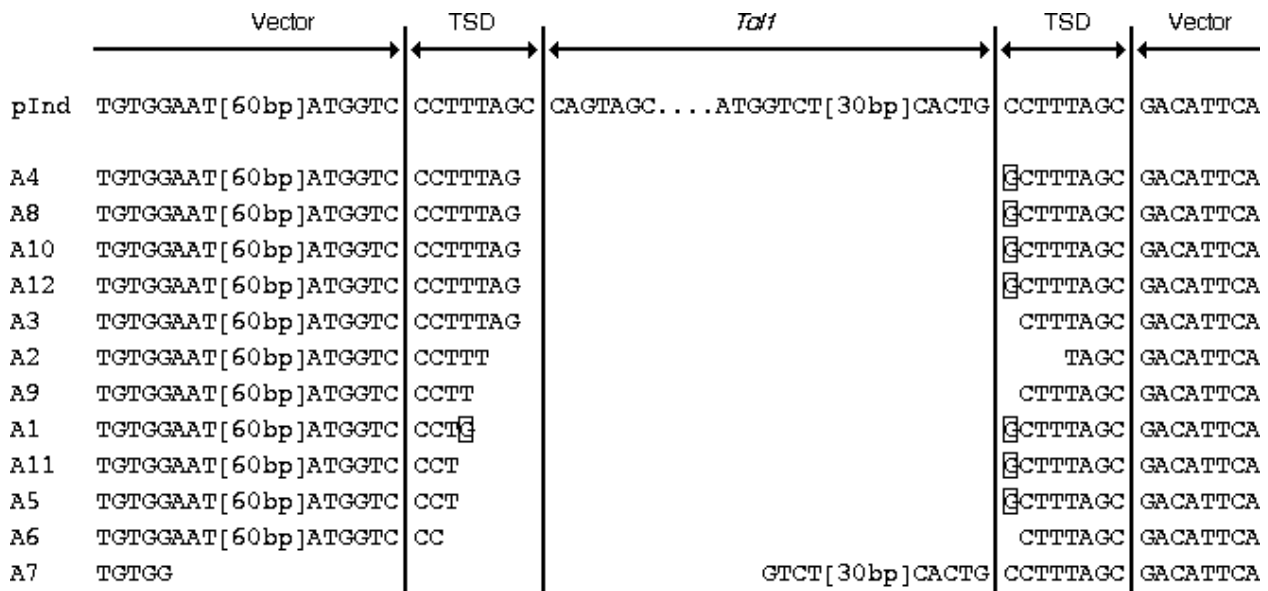 Vector TSD Tal1 TSD Vector
pInd TGTGGAAT[60bp]ATGGTC CCTTTAGC CAGTAGC....ATGGTCT[30bp]CACTG CCTTTAGC GACATTCA
A4 TGTGGAAT[60bp]ATGGTC CCTTTAG GCTTTAGC GACATTCA
A8 TGTGGAAT[60bp]ATGGTC CCTTTAG GCTTTAGC GACATTCA
A10 TGTGGAAT[60bp]ATGGTC CCTTTAG GCTTTAGC GACATTCA
A12 TGTGGAAT[60bp]ATGGTC CCTTTAG GCTTTAGC GACATTCA
A3 TGTGGAAT[60bp]ATGGTC CCTTTAG CTTTAGC GACATTCA
A2 TGTGGAAT[60bp]ATGGTC CCTTT TAGC GACATTCA
A9 TGTGGAAT[60bp]ATGGTC CCTT CTTTAGC GACATTCA
A1 TGTGGAAT[60bp]ATGGTC CCTG GCTTTAGC GACATTCA
A11 TGTGGAAT[60bp]ATGGTC CCT GCTTTAGC GACATTCA
A5 TGTGGAAT[60bp]ATGGTC CCT GCTTTAGC GACATTCA
A6 TGTGGAAT[60bp]ATGGTC CC CTTTAGC GACATTCA
A7 TGTGG GTCT[30bp]CACTG CCTTTAGC GACATTCA